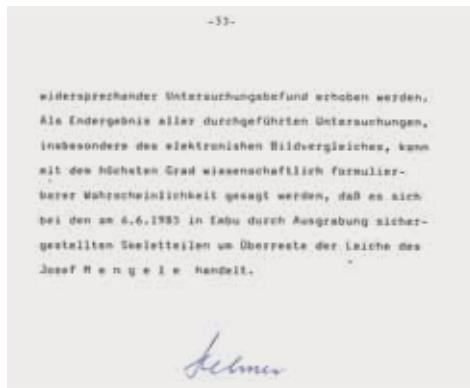 -33-
widersprechender Untersuchungsbefund erhoben werden.
Als Endergebnis aller durchgeführten Untersuchungen,
insbesondere des elektronishen Bildvergleiches, kann
mit dem höchsten Grad wissenschaftlich formulier-
barer Wahrscheinlichkeit gesagt werden, daß es sich
bei den am 6.6.1985 in Embu durch Ausgrabung sicher-
gestellten Skeletteilen um Überreste der Leiche des
Josef M e n g e l e handelt.
Helmer